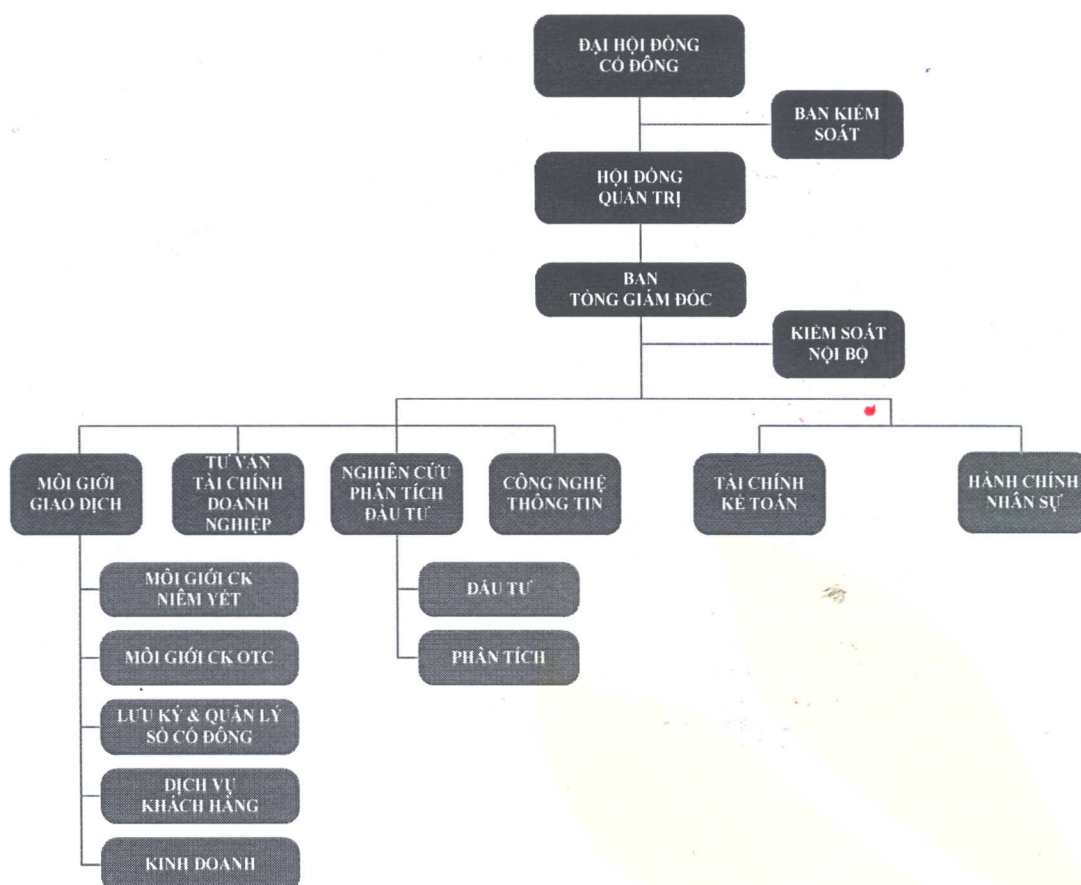 ĐẠI HỘI ĐỒNG
CỔ ĐÔNG
BAN KIỂM
SOÁT
HỘI ĐỒNG
QUẢN TRỊ
BAN
TỔNG GIÁM ĐỐC
KIỂM SOÁT
NỘI BỘ
MÔI GIỚI
GIAO DỊCH
TƯ VẤN
TÀI CHÍNH
DOANH
NGHIỆP
NGHIÊN CỨU
PHÂN TÍCH
ĐẦU TƯ
CÔNG NGHỆ
THÔNG TIN
TÀI CHÍNH
KẾ TOÁN
HÀNH CHÍNH
NHÂN SỰ
MÔI GIỚI CK
NIÊM YẾT
MÔI GIỚI CK OTC
LƯU KÝ & QUẢN LÝ
SỔ CỔ ĐÔNG
DỊCH VỤ
KHÁCH HÀNG
KINH DOANH
ĐẦU TƯ
PHÂN TÍCH